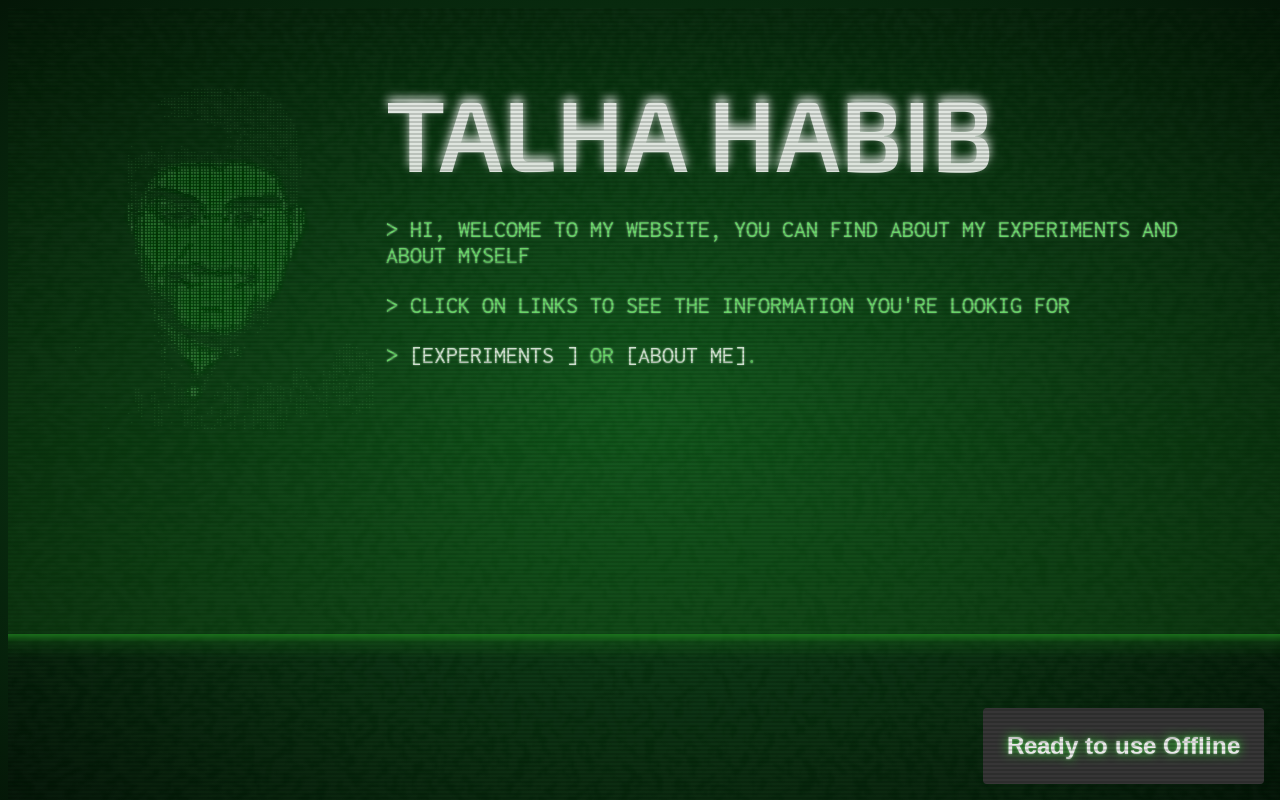 TALHA HABIB
> HI, WELCOME TO MY WEBSITE, YOU CAN FIND ABOUT MY EXPERIMENTS AND
ABOUT MYSELF
> CLICK ON LINKS TO SEE THE INFORMATION YOU'RE LOOKIG FOR
> [EXPERIMENTS ] OR [ABOUT ME].
Ready to use Offline